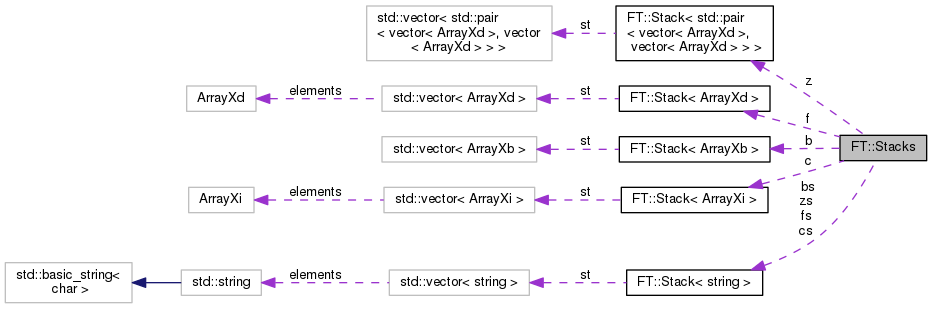 std::vector< std::pair
< vector< ArrayXd >, vector
< ArrayXd > > >
st
FT::Stack< std::pair
< vector< ArrayXd >,
vector< ArrayXd > > >
z
ArrayXd
elements
std::vector< ArrayXd >
st
FT::Stack< ArrayXd >
f
std::vector< ArrayXb >
st
FT::Stack< ArrayXb >
b
FT::Stacks
ArrayXi
elements
std::vector< ArrayXi >
st
FT::Stack< ArrayXi >
c
bs
zs
fs
cs
std::basic_string<
char >
std::string
elements
std::vector< string >
st
FT::Stack< string >